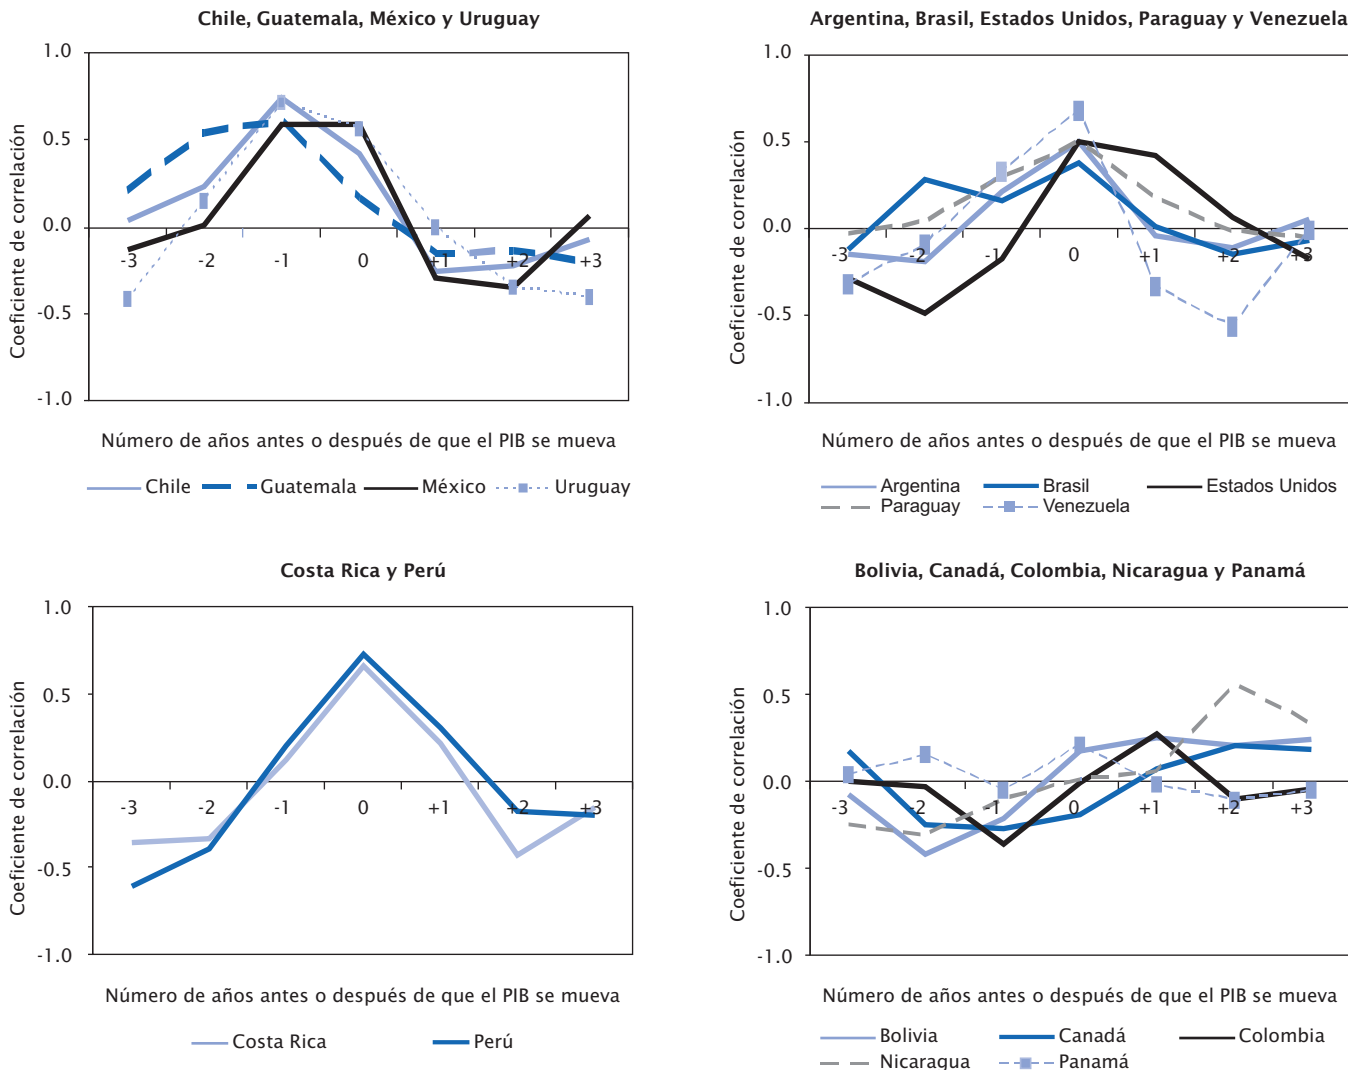 Chile, Guatemala, México y Uruguay
1.0
0.5
0.0
-0.5
-1.0
Coeficiente de correlación
-3 -2 -1 0 +1 +2 +3
Número de años antes o después de que el PIB se mueva
Chile Guatemala México Uruguay
Argentina, Brasil, Estados Unidos, Paraguay y Venezuela
1.0
0.5
0.0
-0.5
-1.0
Coeficiente de correlación
-3 -2 -1 0 +1 +2 +3
Número de años antes o después de que el PIB se mueva
Argentina Brasil Estados Unidos
Paraguay Venezuela
Costa Rica y Perú
1.0
0.5
0.0
-0.5
-1.0
Coeficiente de correlación
-3 -2 -1 0 +1 +2 +3
Número de años antes o después de que el PIB se mueva
Costa Rica Perú
Bolivia, Canadá, Colombia, Nicaragua y Panamá
1.0
0.5
0.0
-0.5
-1.0
Coeficiente de correlación
-3 -2 -1 0 +1 +2 +3
Número de años antes o después de que el PIB se mueva
Bolivia Canadá Colombia
Nicaragua Panamá